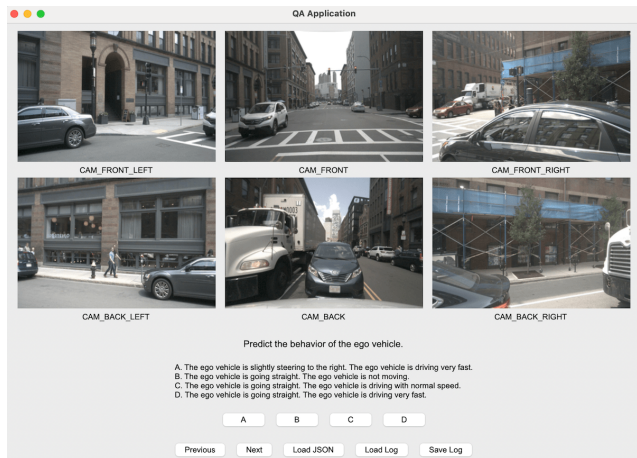 QA Application
CAM_FRONT_LEFT
CAM_FRONT
CAM_FRONT_RIGHT
CAM_BACK_LEFT
CAM_BACK
CAM_BACK_RIGHT
Predict the behavior of the ego vehicle.
A. The ego vehicle is slightly steering to the right. The ego vehicle is driving very fast.
B. The ego vehicle is going straight. The ego vehicle is not moving.
C. The ego vehicle is going straight. The ego vehicle is driving with normal speed.
D. The ego vehicle is going straight. The ego vehicle is driving very fast.
A B C D
Previous Next Load JSON Load Log Save Log